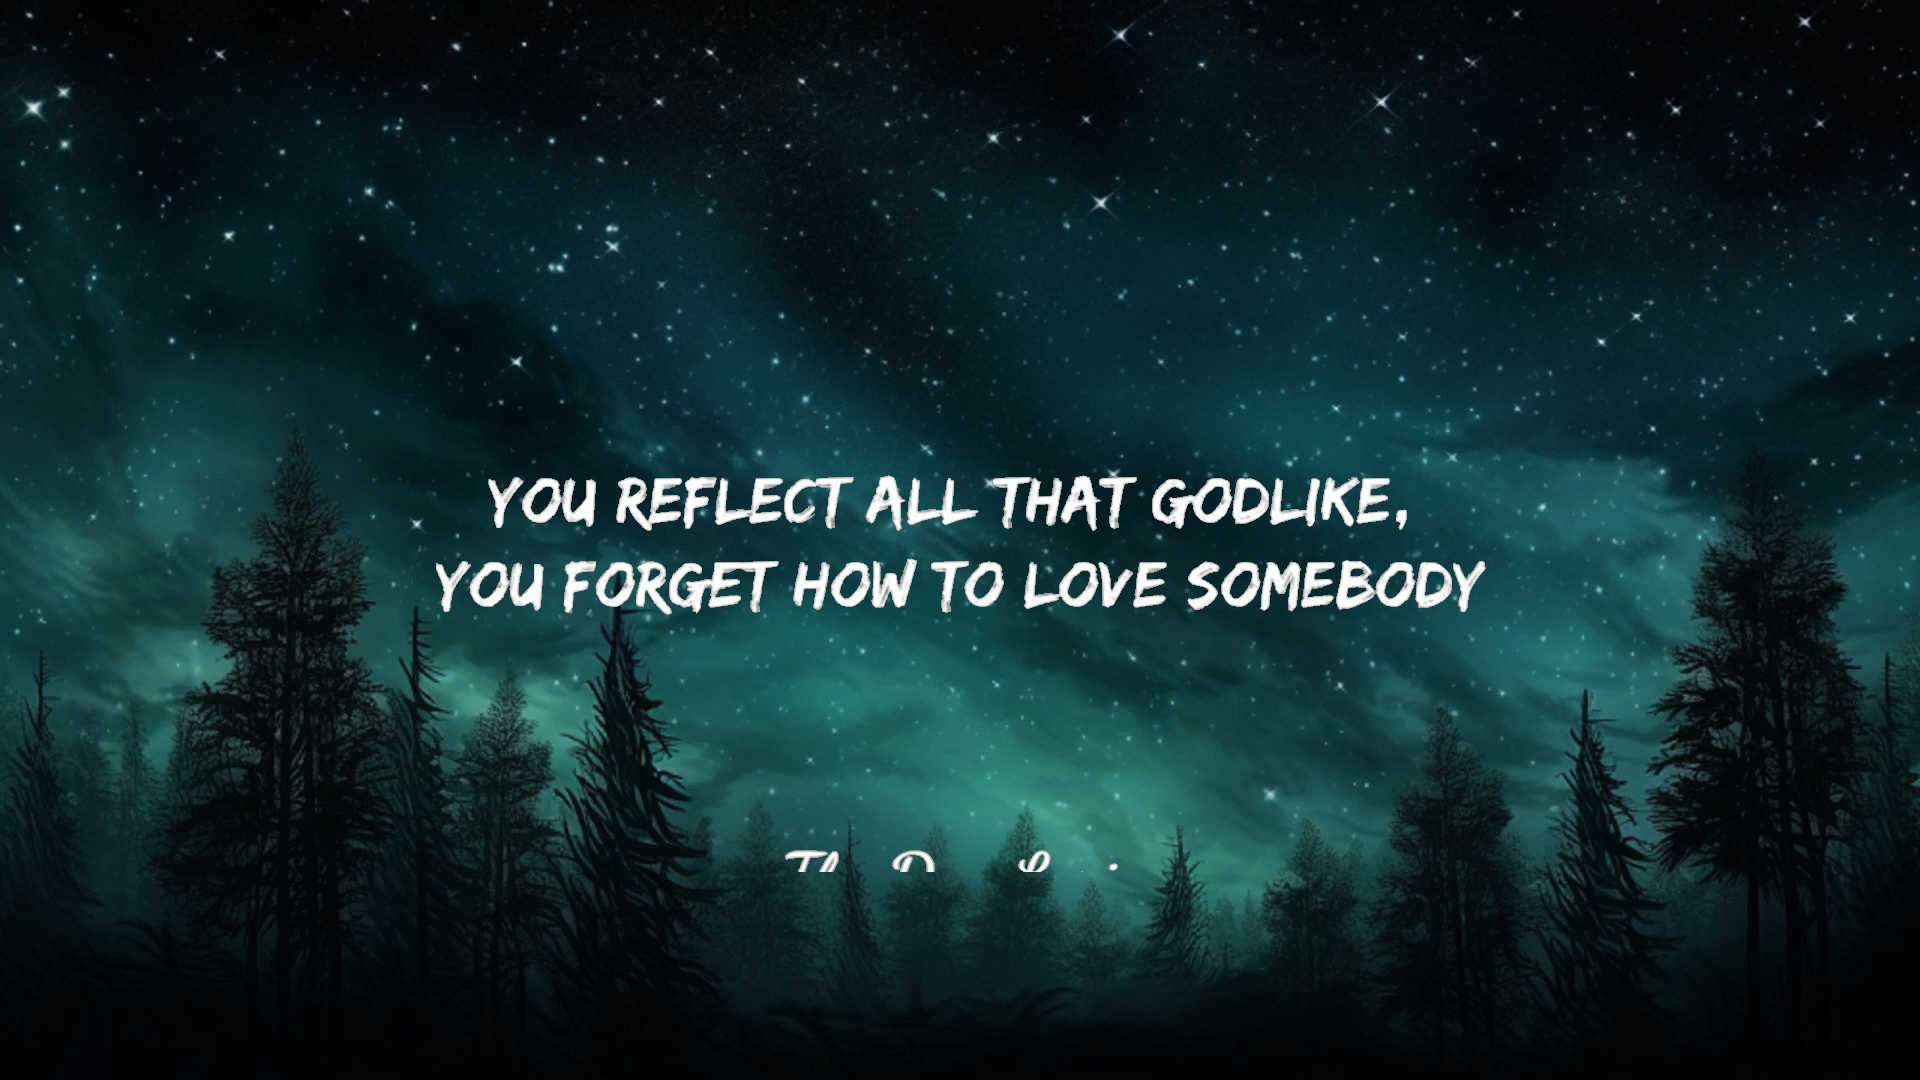 YOU REFLECT ALL THAT GODLIKE,
YOU FORGET HOW TO LOVE SOMEBODY